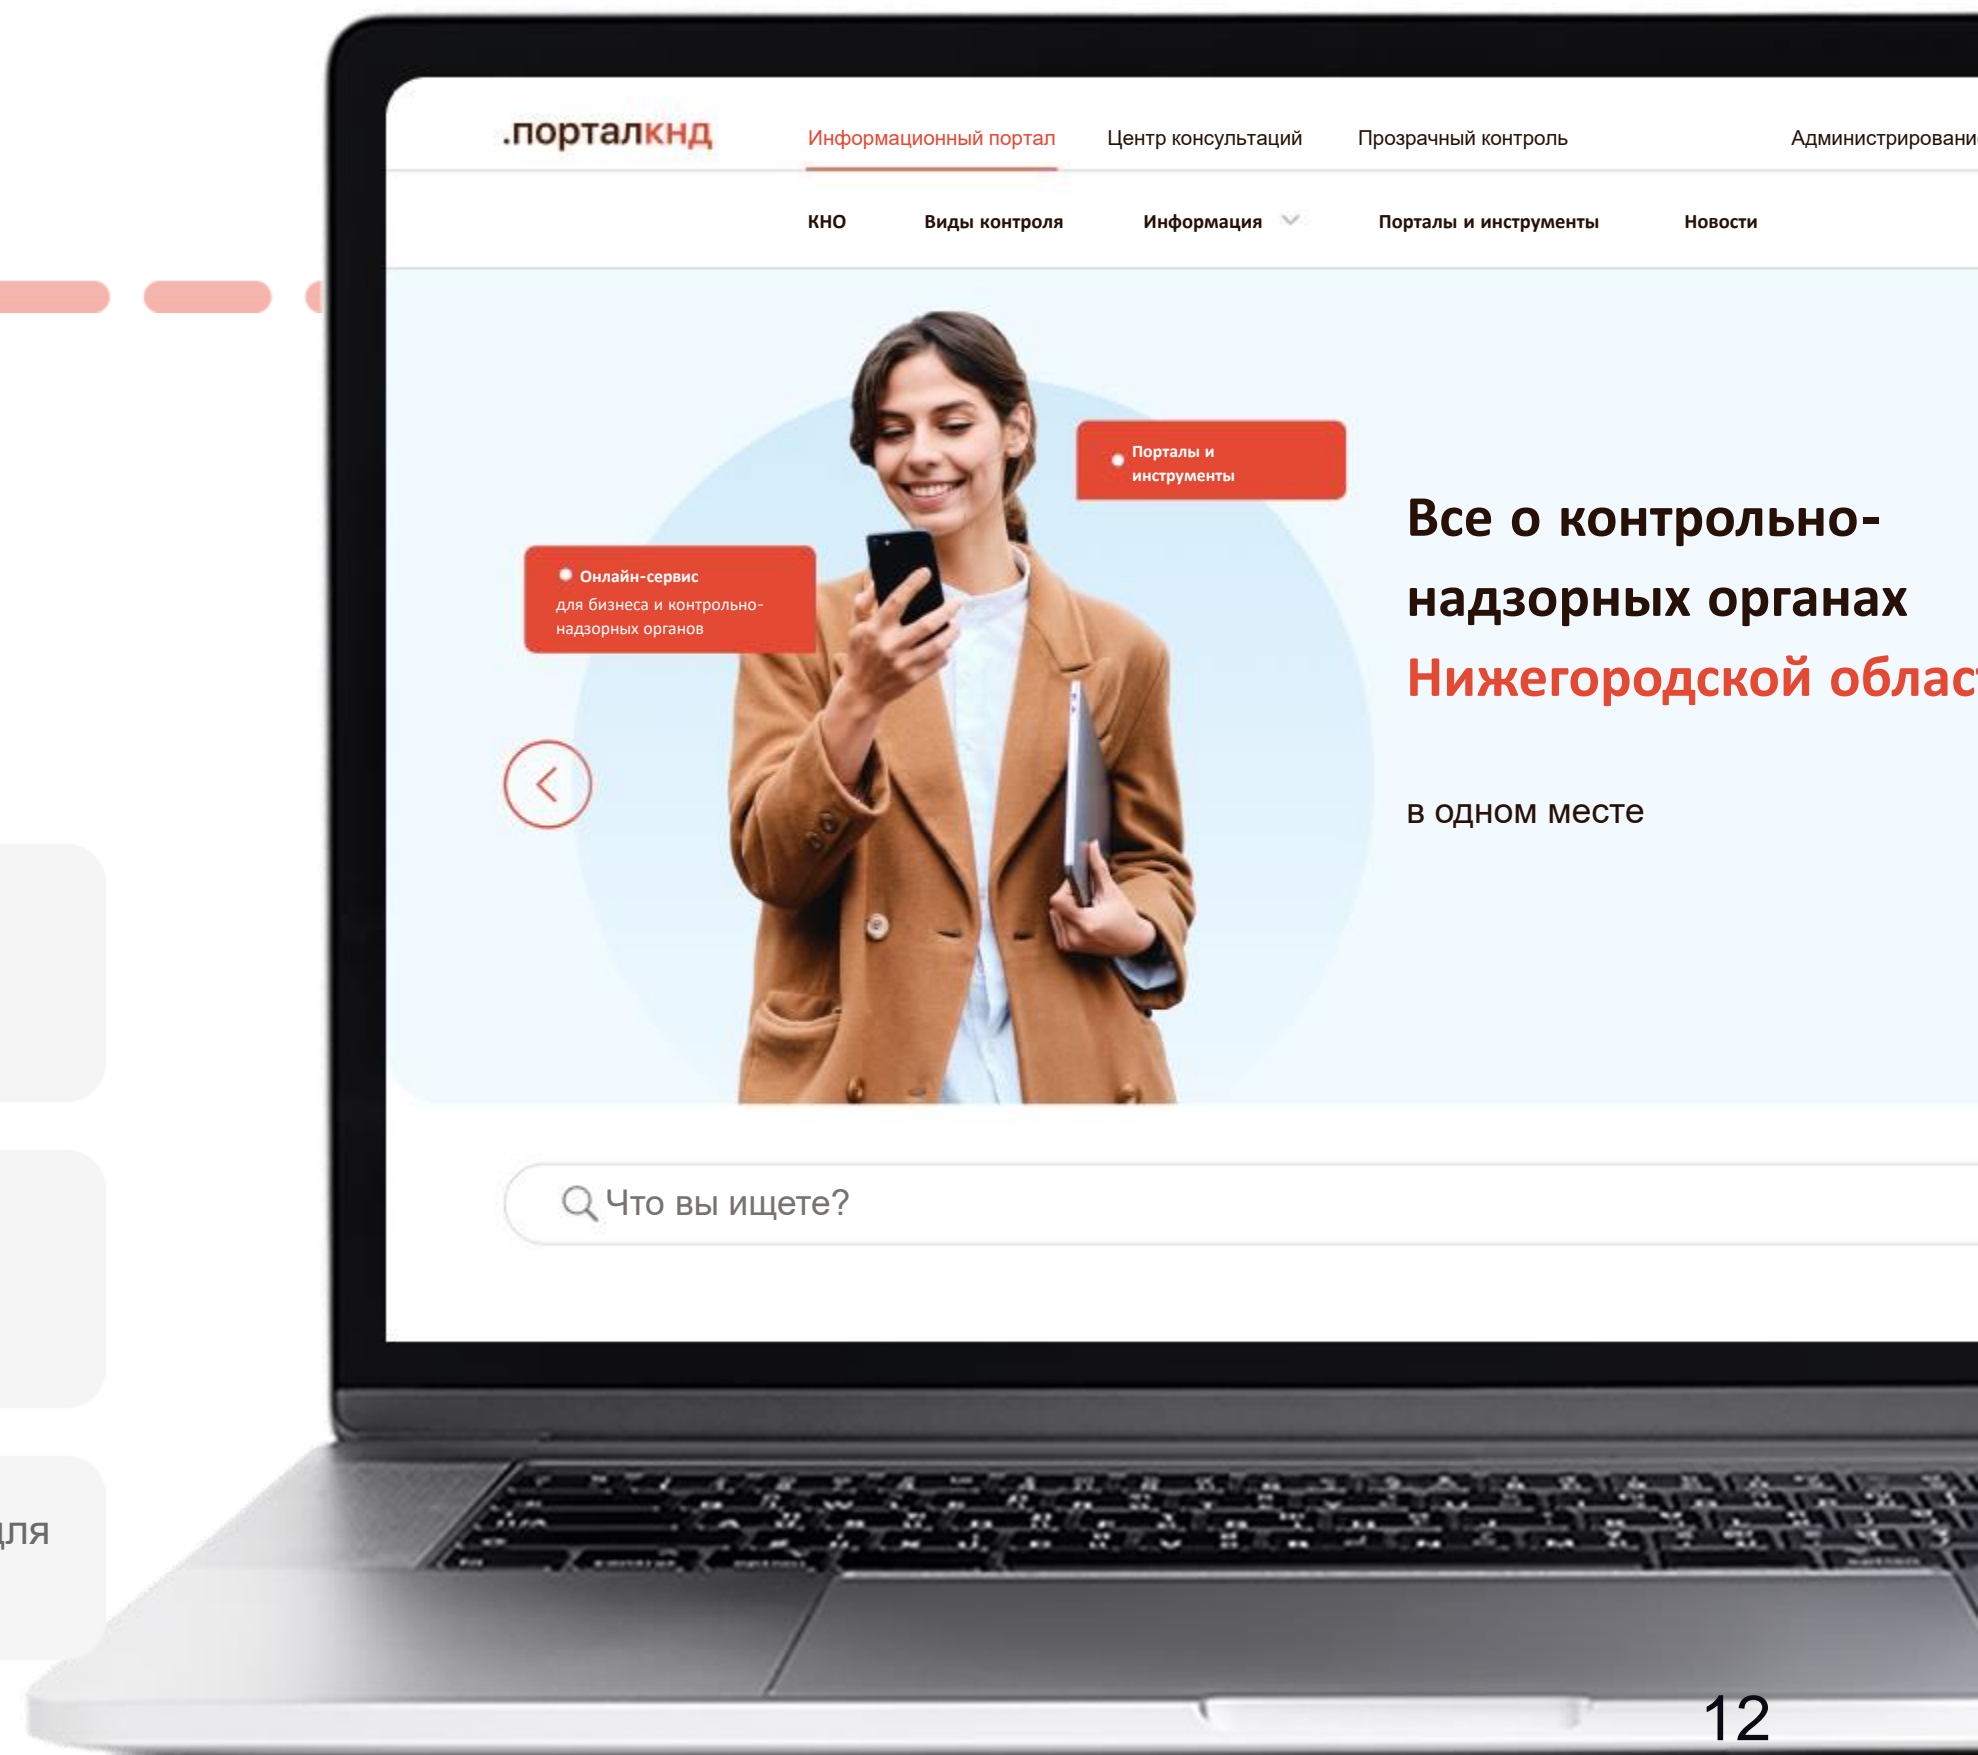 .порталкнд
Информационный портал
Центр консультаций
Прозрачный контроль
Администрировани
КНО
Виды контроля
Информация
Порталы и инструменты
Новости
Порталы и
инструменты
Онлайн-сервис
для бизнеса и контрольно-
надзорных органов
Все о контрольно-
надзорных органах
Нижегородской облас
в одном месте
Что вы ищете?
для
12